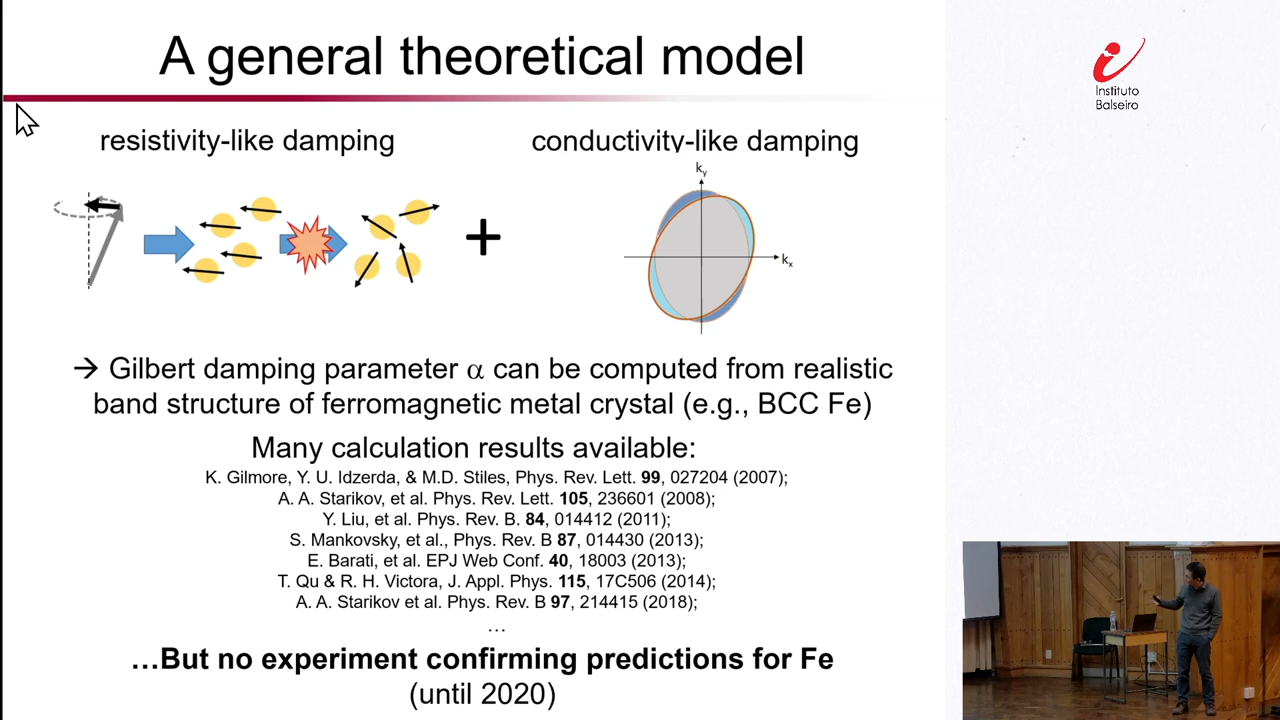 A general theoretical model
resistivity-like damping
conductivity-like damping
ky
kx
+
→ Gilbert damping parameter α can be computed from realistic
band structure of ferromagnetic metal crystal (e.g., BCC Fe)
Many calculation results available:
K. Gilmore, Y. U. Idzerda, & M.D. Stiles, Phys. Rev. Lett. 99, 027204 (2007);
A. A. Starikov, et al. Phys. Rev. Lett. 105, 236601 (2008);
Y. Liu, et al. Phys. Rev. B. 84, 014412 (2011);
S. Mankovsky, et al., Phys. Rev. B 87, 014430 (2013);
E. Barati, et al. EPJ Web Conf. 40, 18003 (2013);
T. Qu & R. H. Victora, J. Appl. Phys. 115, 17C506 (2014);
A. A. Starikov et al. Phys. Rev. B 97, 214415 (2018);
…
…But no experiment confirming predictions for Fe
(until 2020)
Instituto
Balseiro